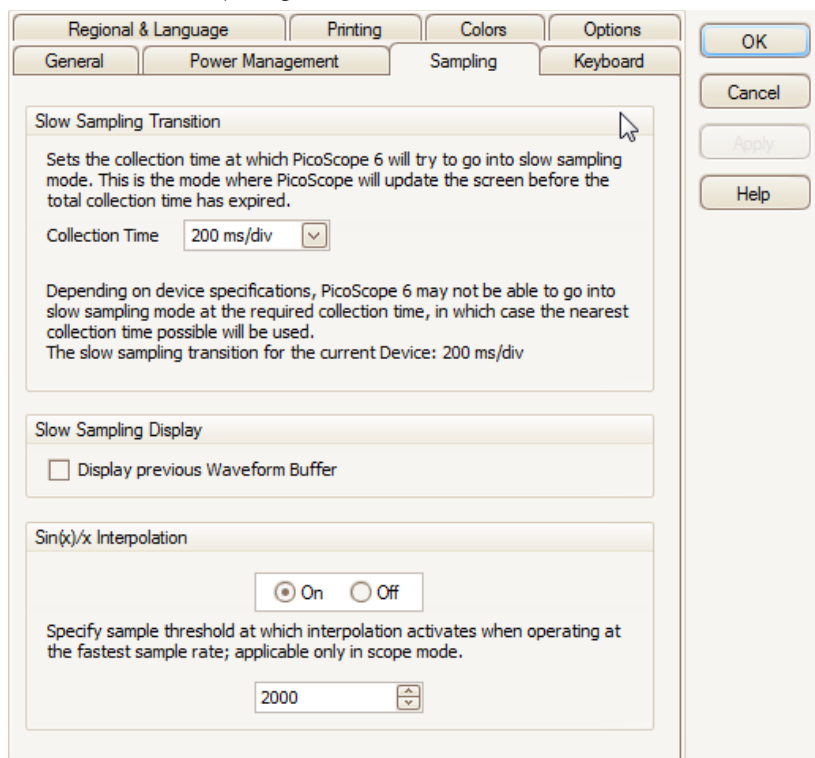 Regional & Language
Printing
Colors
Options
General
Power Management
Sampling
Keyboard
OK
Cancel
Apply
Help
Slow Sampling Transition
Sets the collection time at which PicoScope 6 will try to go into slow sampling
mode. This is the mode where PicoScope will update the screen before the
total collection time has expired.
Collection Time 200 ms/div
Depending on device specifications, PicoScope 6 may not be able to go into
slow sampling mode at the required collection time, in which case the nearest
collection time possible will be used.
The slow sampling transition for the current Device: 200 ms/div
Slow Sampling Display
Display previous Waveform Buffer
Sin(x)/x Interpolation
On Off
Specify sample threshold at which interpolation activates when operating at
the fastest sample rate; applicable only in scope mode.
2000